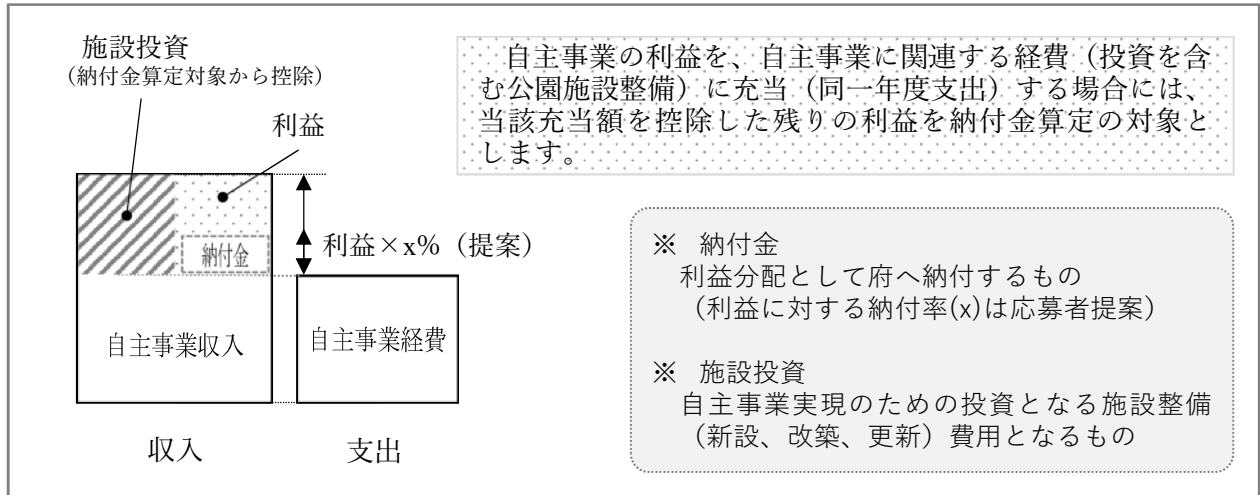 施設投資
（納付金算定対象から控除）
利益
納付金
利益×x%（提案）
自主事業収入
自主事業経費
収入
支出
自主事業の利益を、自主事業に関連する経費（投資を含
む公園施設整備）に充当（同一年度支出）する場合には、
当該充当額を控除した残りの利益を納付金算定の対象と
します。
※　納付金
利益分配として府へ納付するもの
（利益に対する納付率(x)は応募者提案）
※　施設投資
自主事業実現のための投資となる施設整備
（新設、改築、更新）費用となるもの